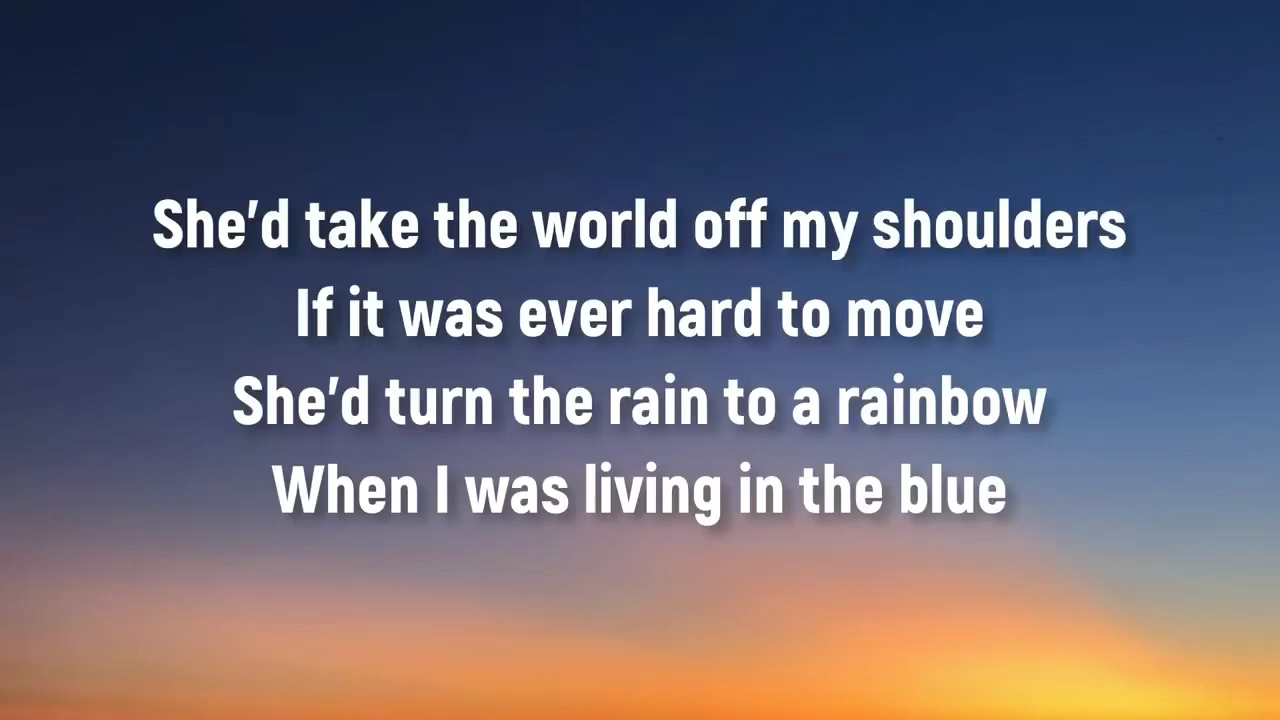 She'd take the world off my shoulders
If it was ever hard to move
She'd turn the rain to a rainbow
When I was living in the blue